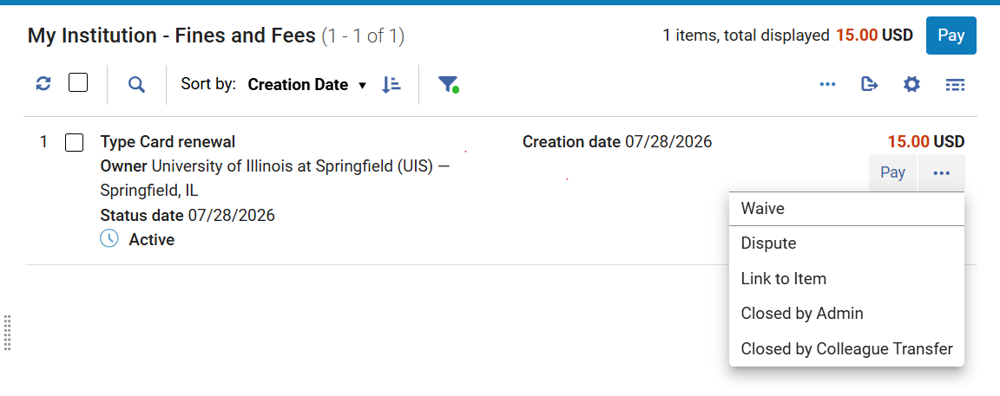 My Institution - Fines and Fees (1 - 1 of 1)
1 items, total displayed 15.00 USD
Pay
Sort by: Creation Date
1
Type Card renewal
Owner University of Illinois at Springfield (UIS) —
Springfield, IL
Status date 07/28/2026
Active
Creation date 07/28/2026
15.00 USD
Pay
Waive
Dispute
Link to Item
Closed by Admin
Closed by Colleague Transfer